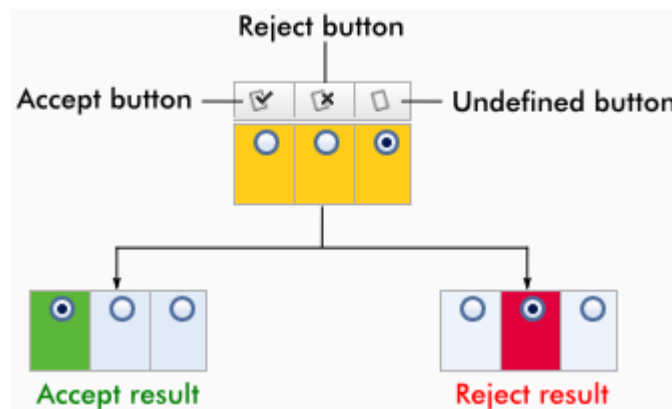 Reject button
Accept button
Undefined button
Accept result
Reject result